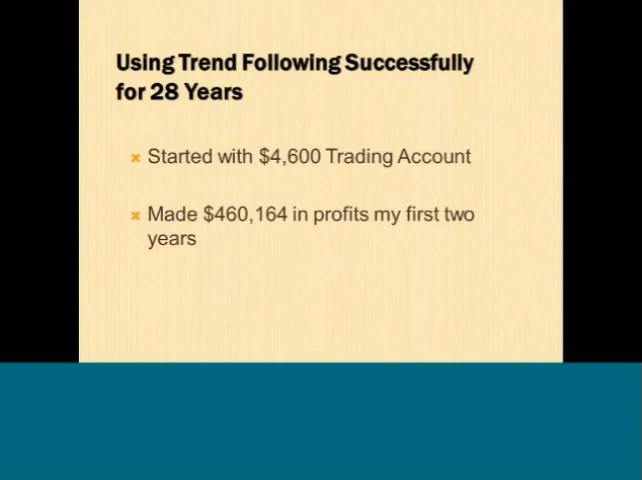 Using Trend Following Successfully
for 28 Years
Started with $4,600 Trading Account
Made $460,164 in profits my first two
years